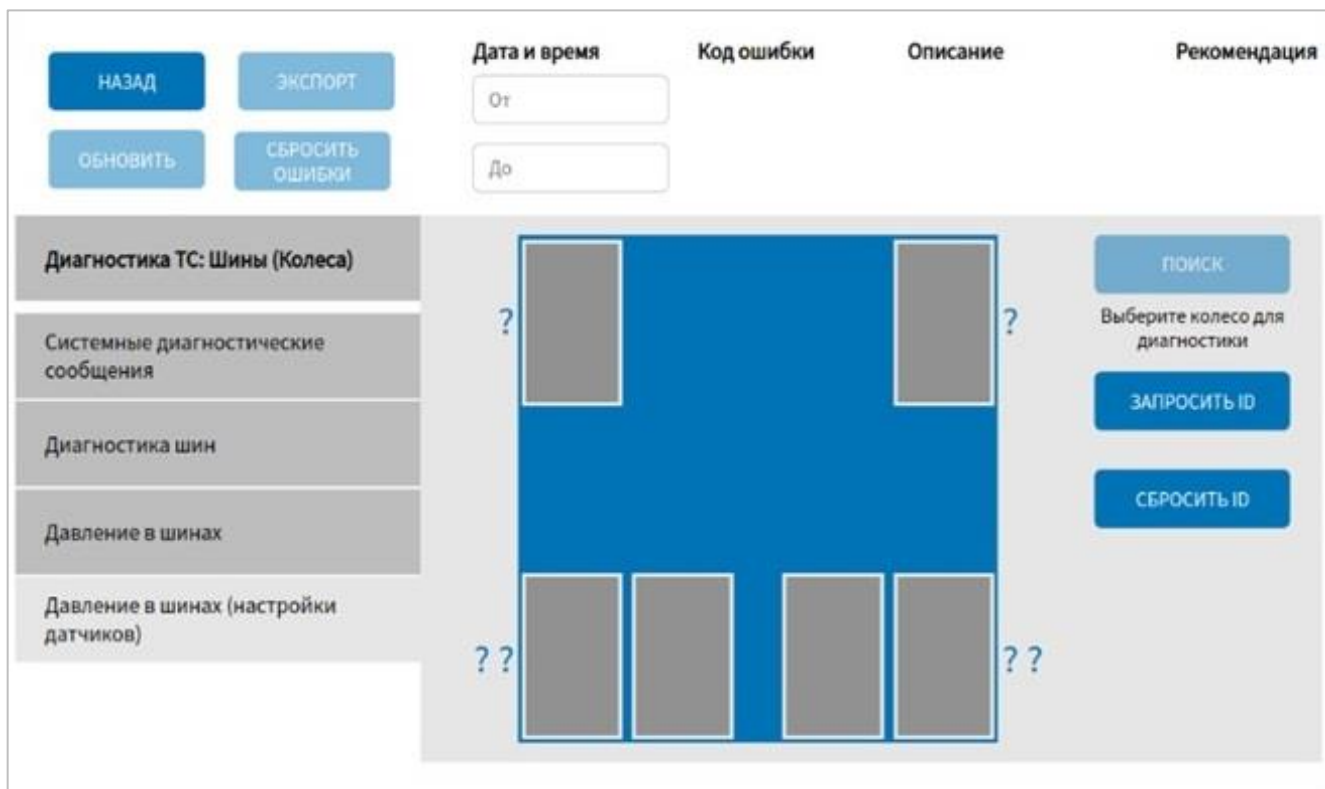 НАЗАД
ЭКСПОРТ
ОБНОВИТЬ
СБРОСИТЬ
ОШИБКИ
Дата и время
Код ошибки
Описание
Рекомендация
От
До
Диагностика ТС: Шины (Колеса)
Системные диагностические
сообщения
Диагностика шин
Давление в шинах
Давление в шинах (настройки
датчиков)
?
?
? ?
? ?
ПОИСК
Выберите колесо для
диагностики
ЗАПРОСИТЬ ID
СБРОСИТЬ ID